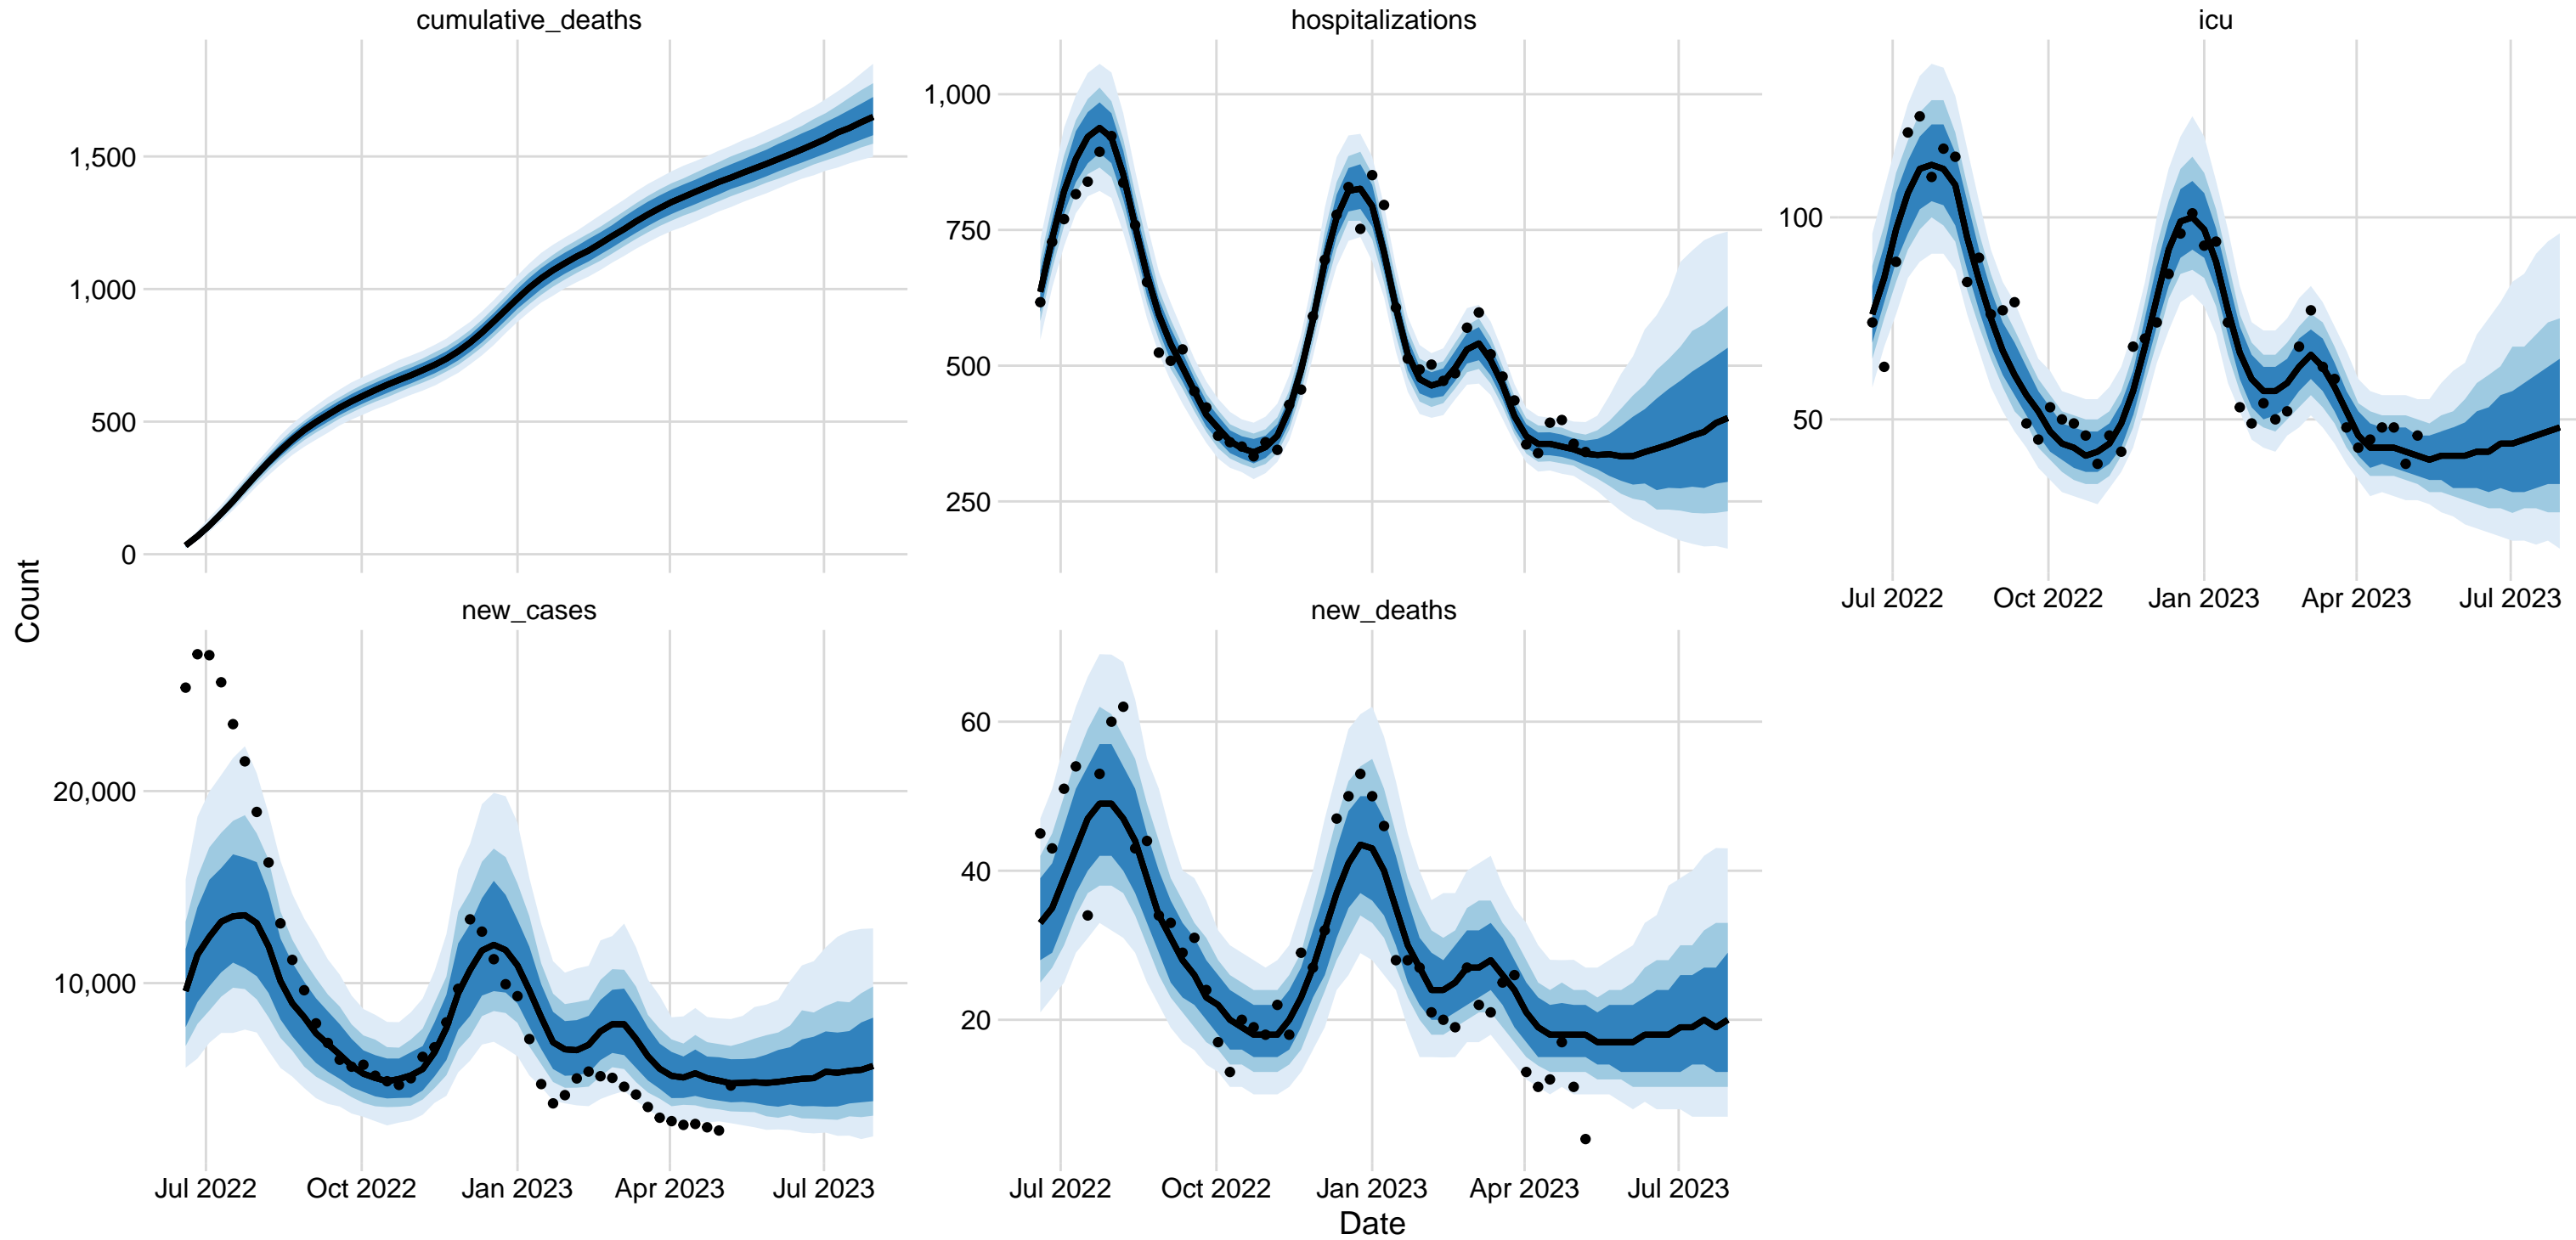 cumulative_deaths
hospitalizations
icu
1,500
1,000
500
0
1,000
750
500
250
100
50
Jul 2022 Oct 2022 Jan 2023 Apr 2023 Jul 2023
Count
new_cases
new_deaths
20,000
10,000
60
40
20
Jul 2022 Oct 2022 Jan 2023 Apr 2023 Jul 2023
Jul 2022 Oct 2022 Jan 2023 Apr 2023 Jul 2023
Date